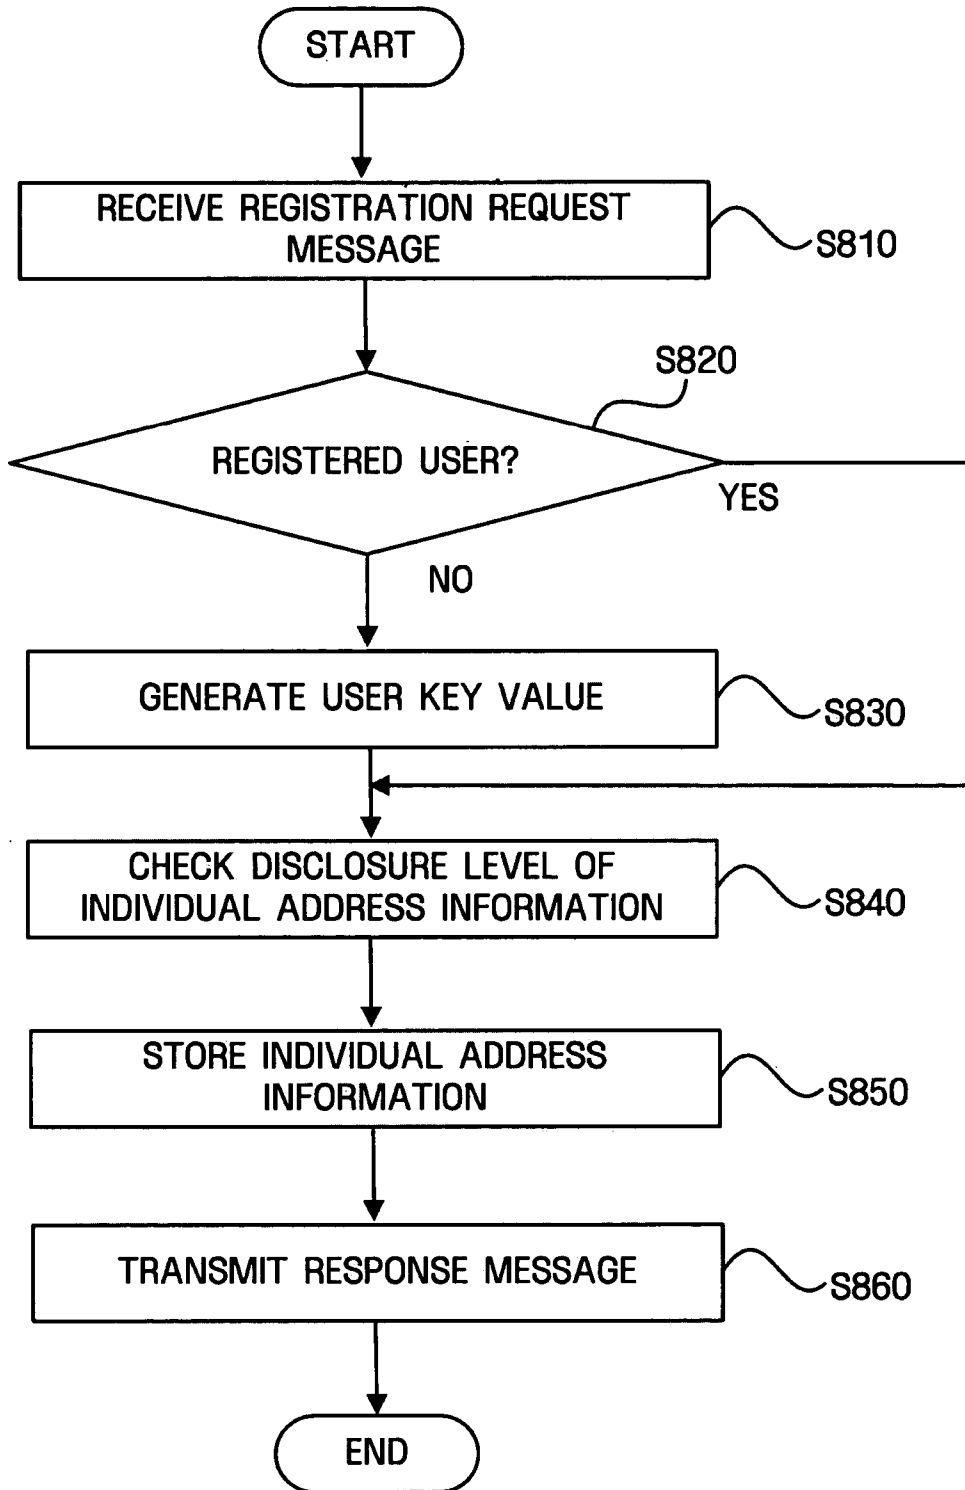 START
RECEIVE REGISTRATION REQUEST
MESSAGE
S810
S820
REGISTERED USER?
YES
NO
GENERATE USER KEY VALUE
S830
CHECK DISCLOSURE LEVEL OF
INDIVIDUAL ADDRESS INFORMATION
S840
STORE INDIVIDUAL ADDRESS
INFORMATION
S850
TRANSMIT RESPONSE MESSAGE
S860
END